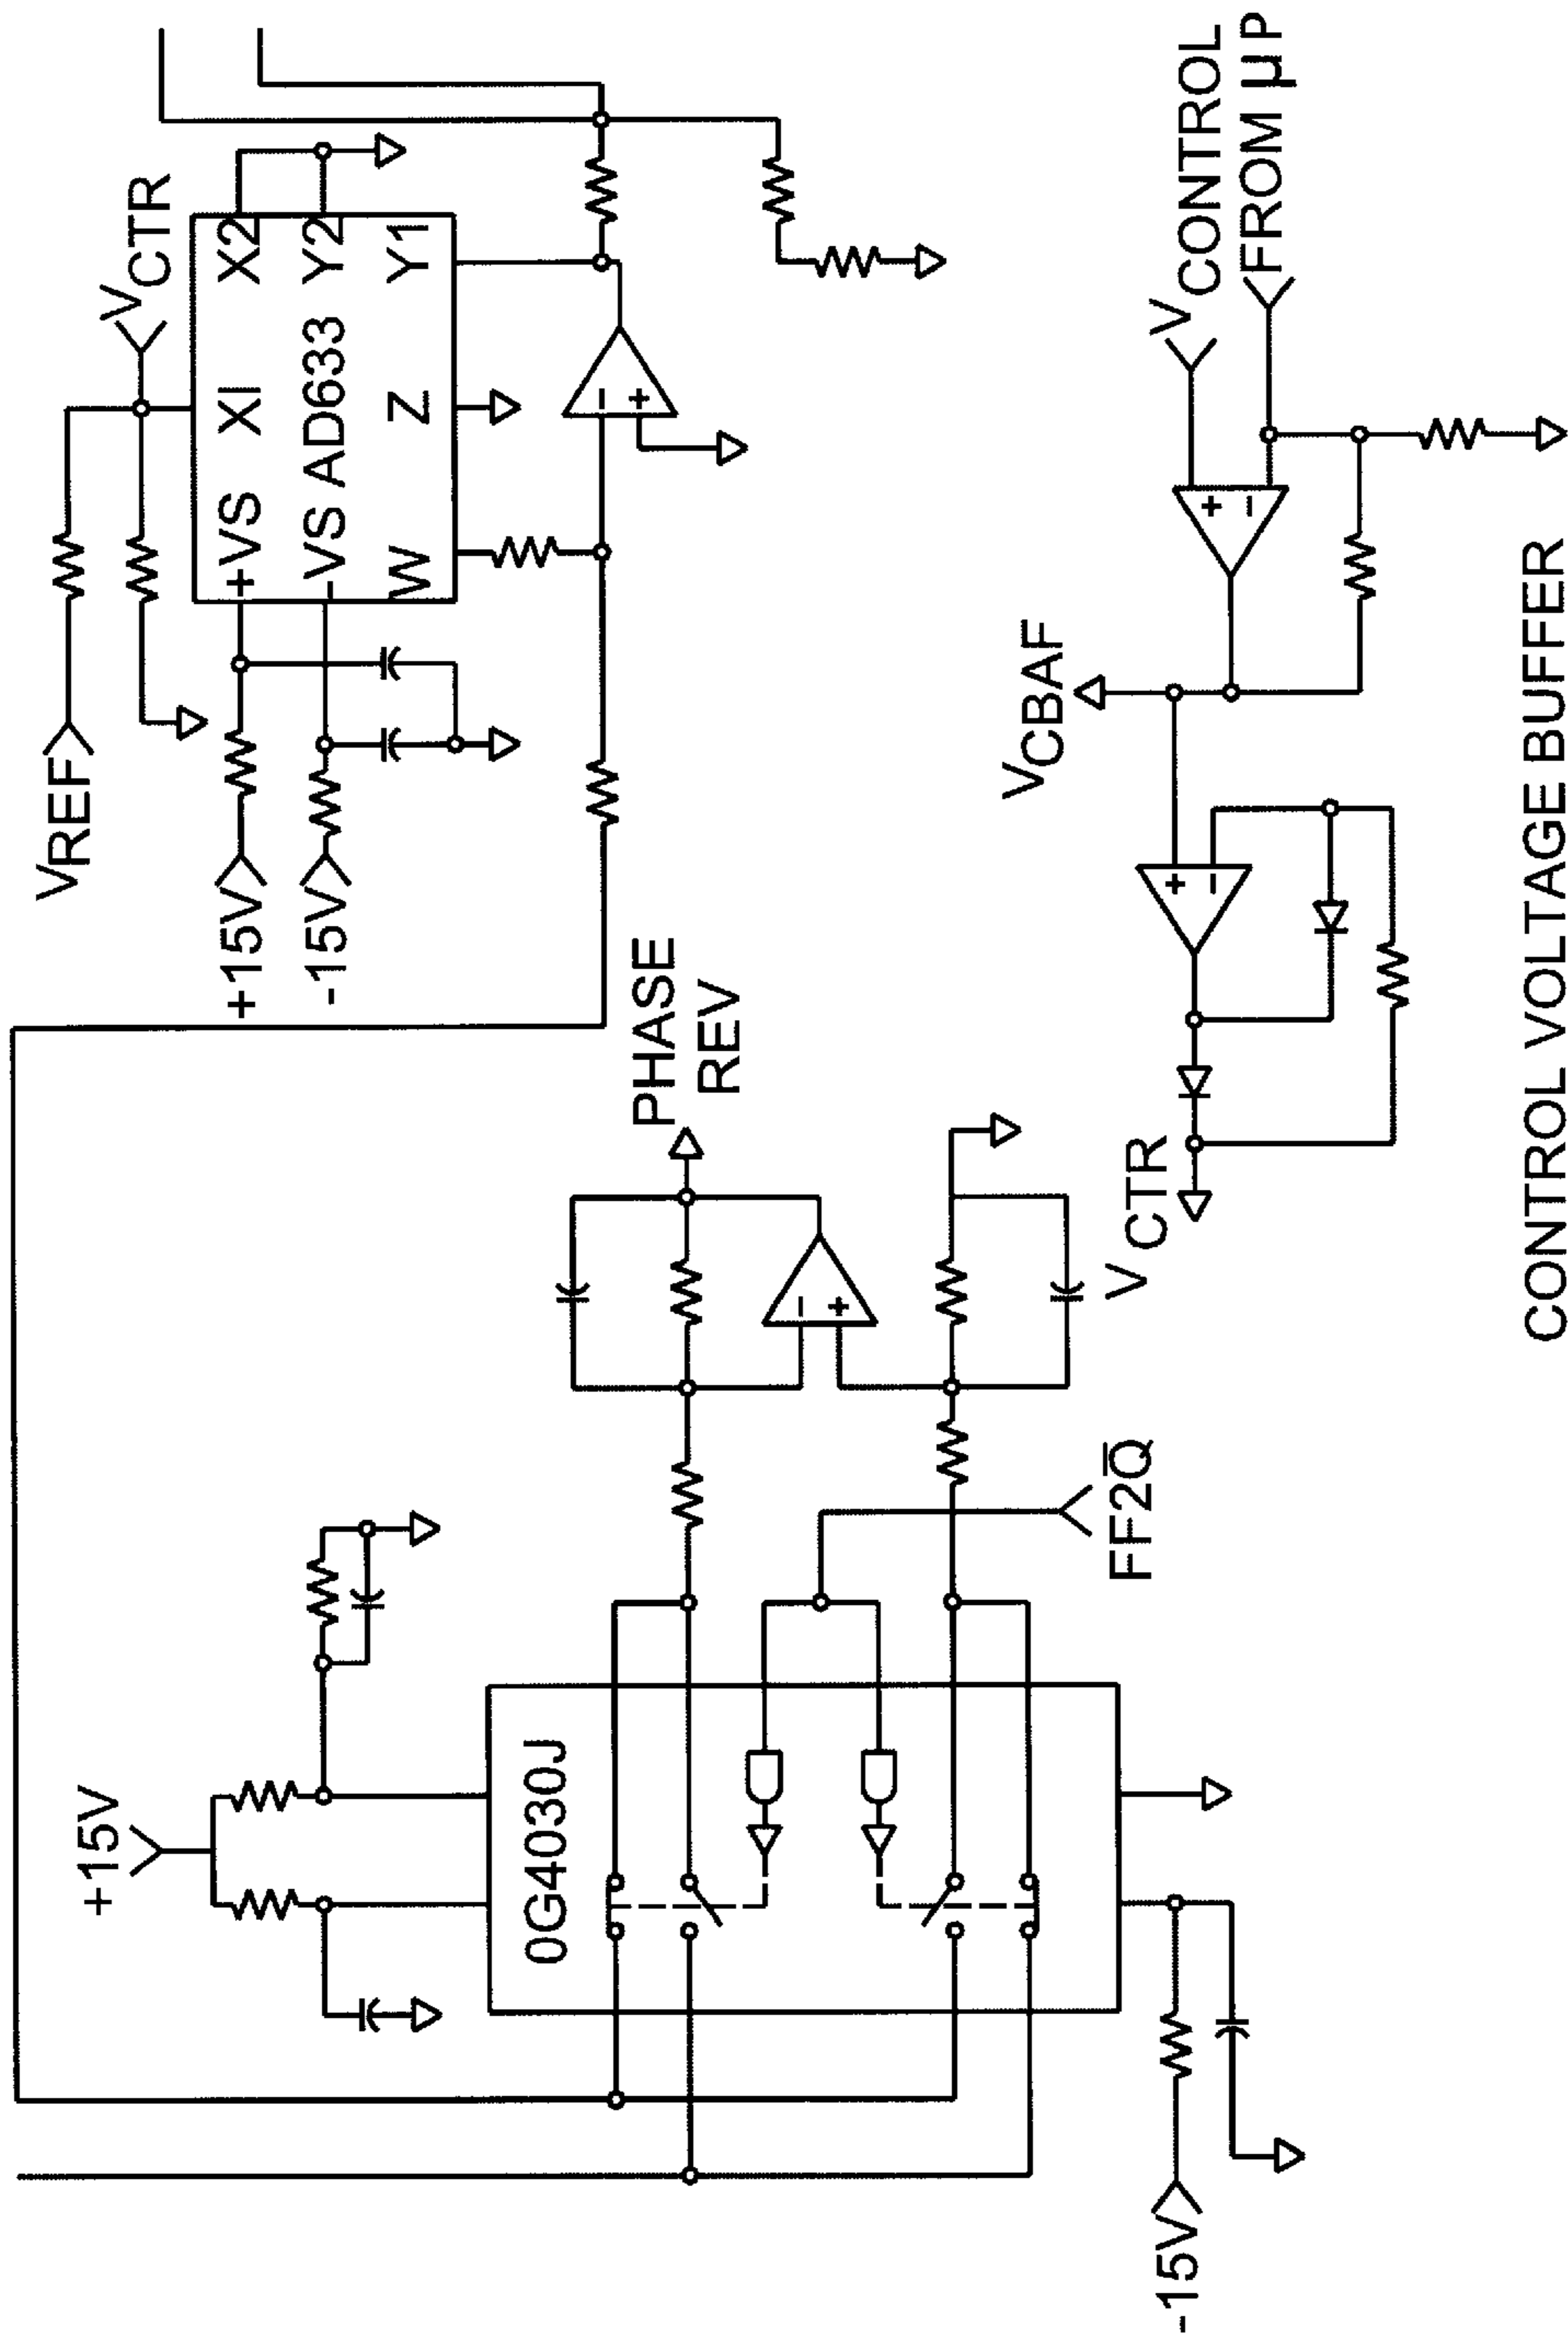 +15V
0G4030J
-15V
PHASE
REV
FF2Q̅
VREF
+15V
-15V
VCTR
+VS XI X2
-VS AD633 Y2
W Z Y1
VCTR
VCBAF
VCONTROL
FROM μP
CONTROL VOLTAGE BUFFER
- +
- +
+ -
+ -